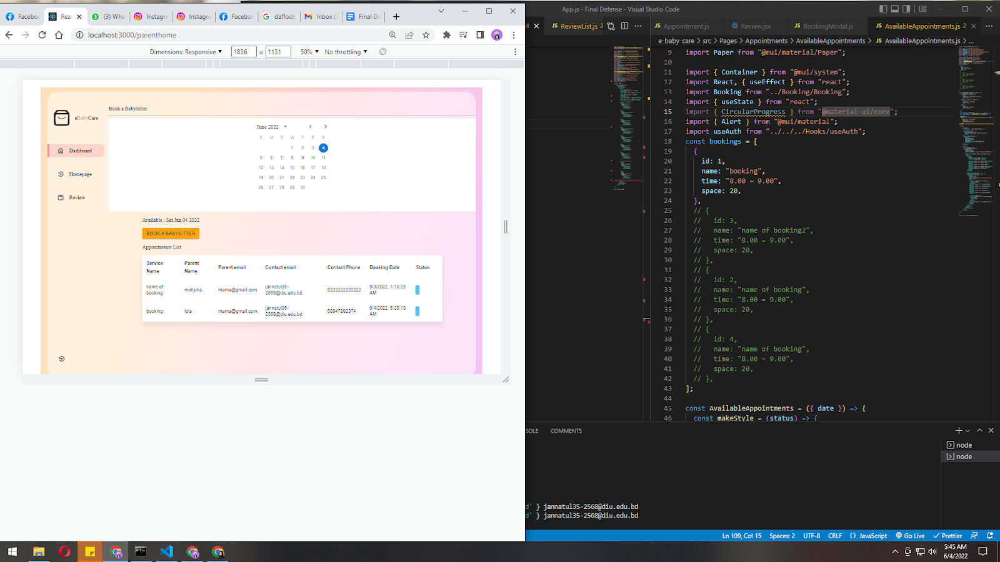 Faceboo
Rea
(3) Wha
Instagra
Instagra
Faceboo
daffodil
Inbox (3
Final De
localhost:3000/parenthome
Dimensions: Responsive
1836
×
1131
50%
No throttling
Book a BabySitter
eBabyCare
Dashboard
Homepage
Review
June 2022
S M T W T F S
1 2 3 4
5 6 7 8 9 10 11
12 13 14 15 16 17 18
19 20 21 22 23 24 25
26 27 28 29 30
Available : Sat Jun 04 2022
BOOK A BABYSITTER
Appointments List
Service Name Parent Name Parent email Contact email Contact Phone Booking Date Status
name of booking mohsina mama@gmail.com jannatul35-2568@diu.edu.bd 0222222222222 6/3/2022, 1:13:28 AM
booking lola mama@gmail.com jannatul35-2568@diu.edu.bd 08947892374 6/4/2022, 5:38:19 AM
App.js - Final Defense - Visual Studio Code
M
JS ReviewList.js 2
JS Appointment.js
Review.jsx
JS BookingModal.js
JS AvailableAppointments.js 2
e-baby-care > src > Pages > Appointments > AvailableAppointments > JS AvailableAppointments.js > ...
9 import Paper from "@mui/material/Paper";
10
11 import { Container } from "@mui/system";
12 import React, { useEffect } from "react";
13 import Booking from "../Booking/Booking";
14 import { useState } from "react";
15 import { CircularProgress } from "@material-ui/core";
16 import { Alert } from "@mui/material";
17 import useAuth from "../../../Hooks/useAuth";
18 const bookings = [
19 {
20 id: 1,
21 name: "booking",
22 time: "8.00 ~ 9.00",
23 space: 20,
24 },
25 // {
26 // id: 3,
27 // name: "name of booking2",
28 // time: "8.00 = 9.00",
29 // space: 20,
30 // },
31 // {
32 // id: 2,
33 // name: "name of booking",
34 // time: "8.00 = 9.00",
35 // space: 20,
36 // },
37 // {
38 // id: 4,
39 // name: "name of booking",
40 // time: "8.00 = 9.00",
41 // space: 20,
42 // },
43 ];
44
45 const AvailableAppointments = ({ date }) => {
46 const makeStyle = (status) => {
SOLE
COMMENTS
node
node
d' } jannatul35-2568@diu.edu.bd
d' } jannatul35-2568@diu.edu.bd
Ln 109, Col 15
Spaces: 2
UTF-8
CRLF
{} JavaScript
Go Live
Prettier
5:45 AM
6/4/2022